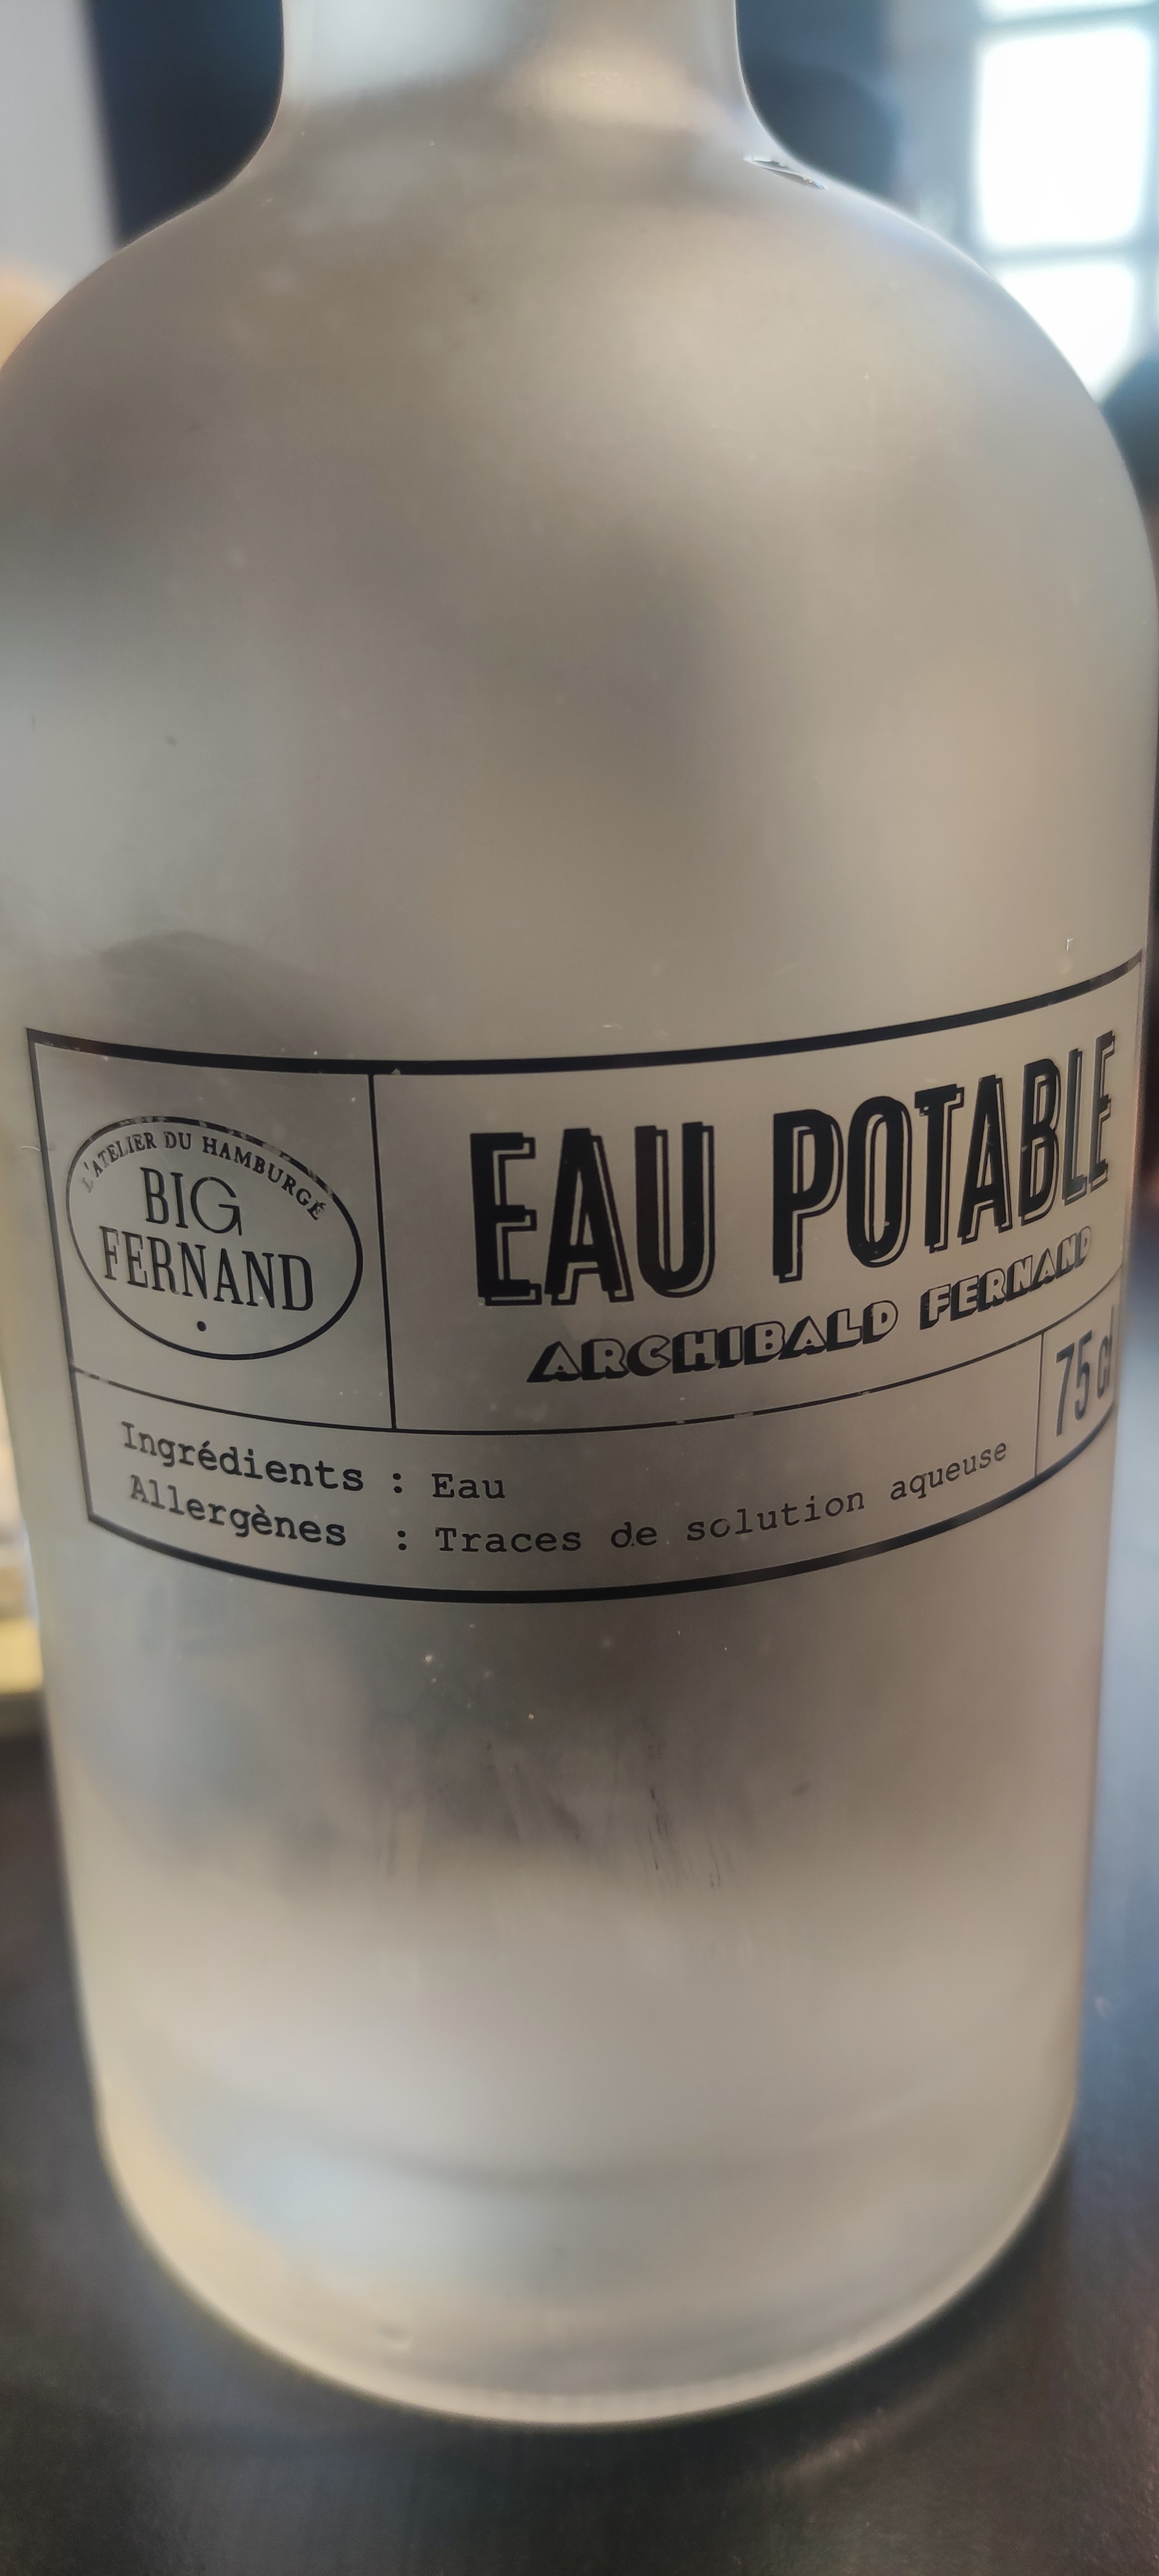 L'ATELIER DU HAMBURGÉ
BIG
FERNAND
EAU POTABLE
ARCHIBALD FERNAND
75 cl
Ingrédients : Eau
Allergènes : Traces de solution aqueuse